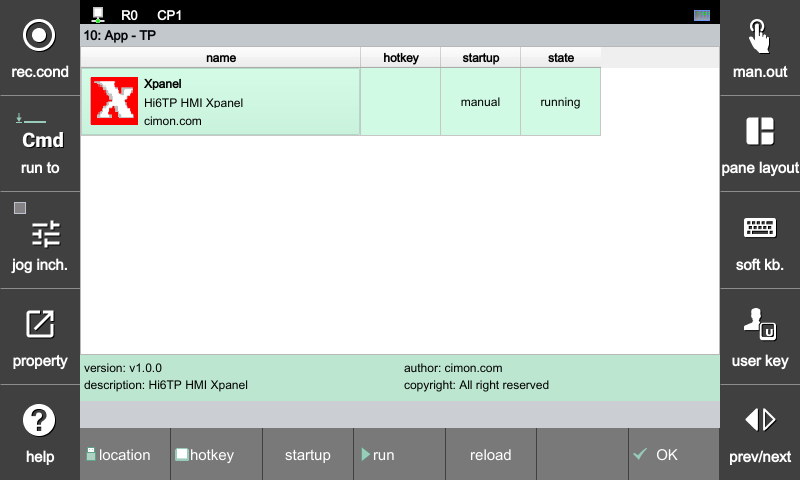 R0 CP1
10: App - TP
rec.cond
Cmd
run to
jog inch.
property
help
name hotkey startup state
Xpanel
Hi6TP HMI Xpanel
cimon.com
manual running
version: v1.0.0 author: cimon.com
description: Hi6TP HMI Xpanel copyright: All right reserved
location hotkey startup run reload OK
man.out
pane layout
soft kb.
U
user key
prev/next